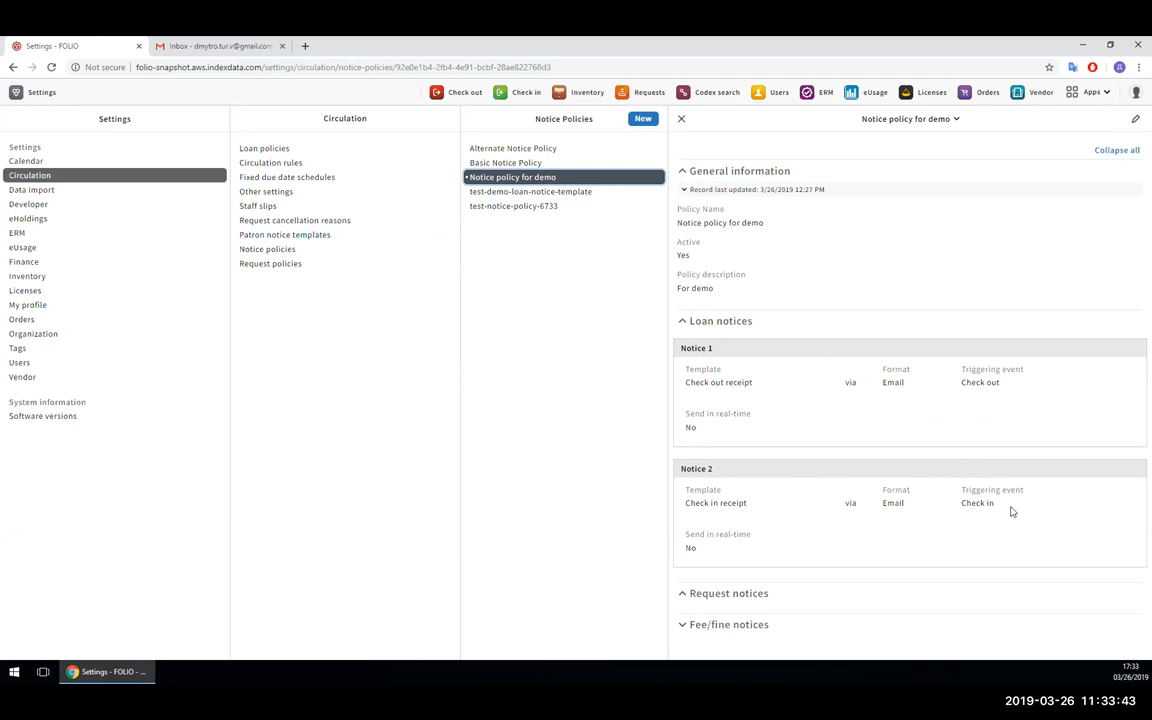 Settings - FOLIO
Inbox - dmytro.tur.v@gmail.com
Not secure
folio-snapshot.aws.indexdata.com/settings/circulation/notice-policies/92e0e1b4-2fb4-4e91-bcbf-28ae822768d3
Settings
Check out
Check in
Inventory
Requests
Codex search
Users
ERM
eUsage
Licenses
Orders
Vendor
Apps
Settings
Settings
Calendar
Circulation
Data import
Developer
eHoldings
ERM
eUsage
Finance
Inventory
Licenses
My profile
Orders
Organization
Tags
Users
Vendor
System information
Software versions
Circulation
Loan policies
Circulation rules
Fixed due date schedules
Other settings
Staff slips
Request cancellation reasons
Patron notice templates
Notice policies
Request policies
Notice Policies
New
Alternate Notice Policy
Basic Notice Policy
• Notice policy for demo
test-demo-loan-notice-template
test-notice-policy-6733
Notice policy for demo
Collapse all
General information
Record last updated: 3/26/2019 12:27 PM
Policy Name
Notice policy for demo
Active
Yes
Policy description
For demo
Loan notices
Notice 1
Template Format Triggering event
Check out receipt via Email Check out
Send in real-time
No
Notice 2
Template Format Triggering event
Check in receipt via Email Check in
Send in real-time
No
Request notices
Fee/fine notices
Settings - FOLIO - ...
17:33
03/26/2019
2019-03-26 11:33:43